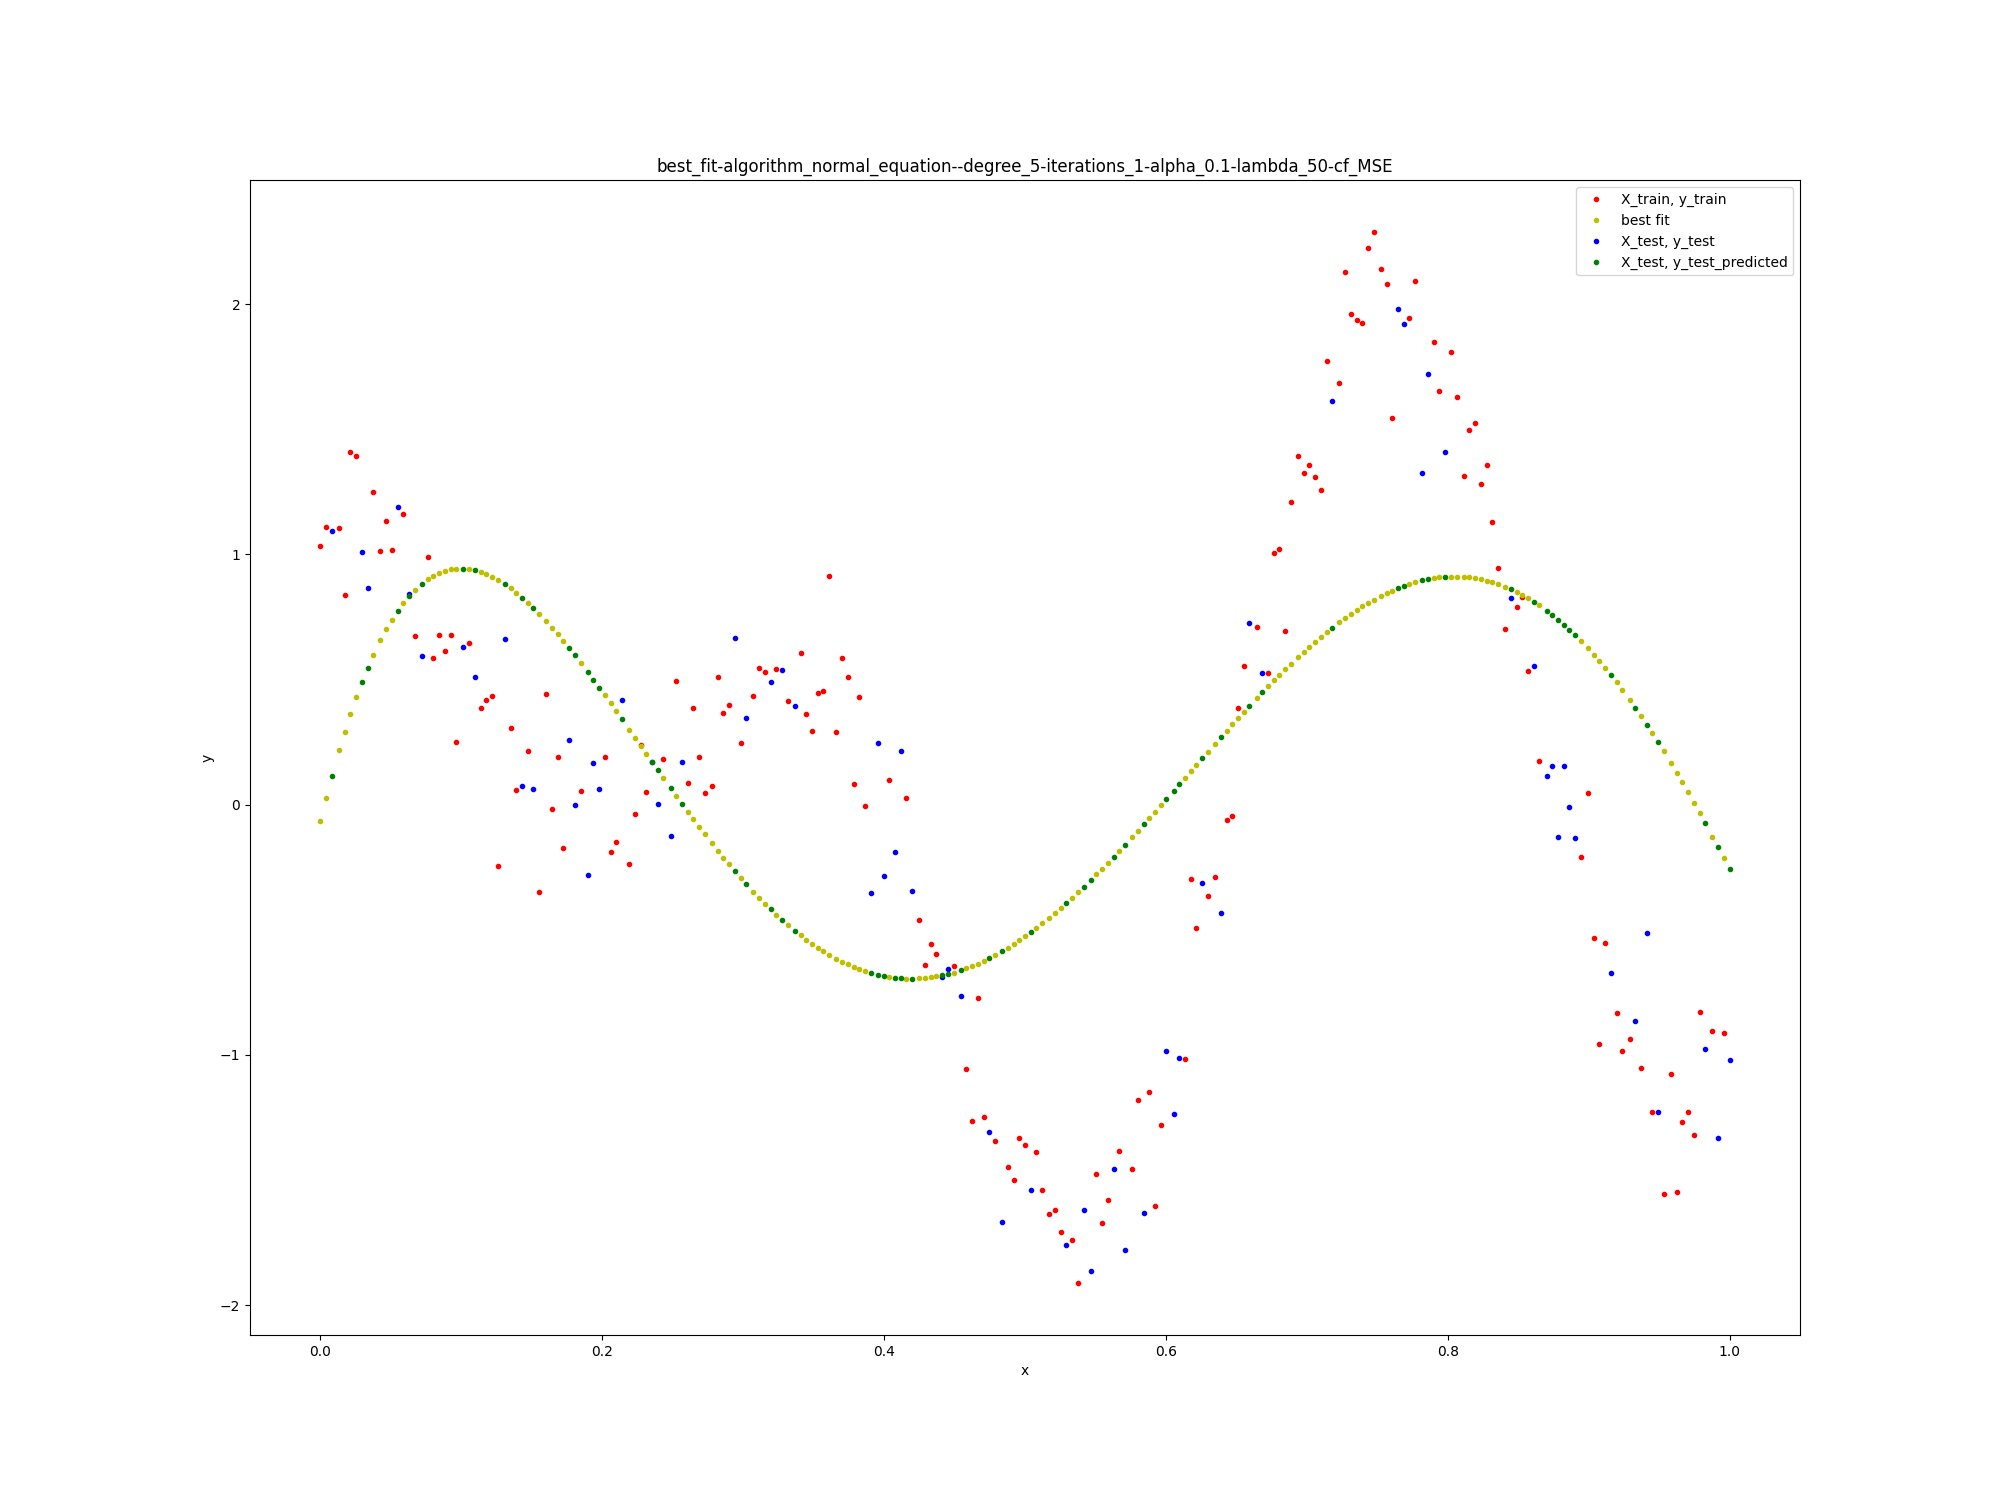 best_fit-algorithm_normal_equation--degree_5-iterations_1-alpha_0.1-lambda_50-cf_MSE
X_train, y_train
best fit
X_test, y_test
X_test, y_test_predicted
2
1
0
−1
−2
y
0.0 0.2 0.4 0.6 0.8 1.0
x